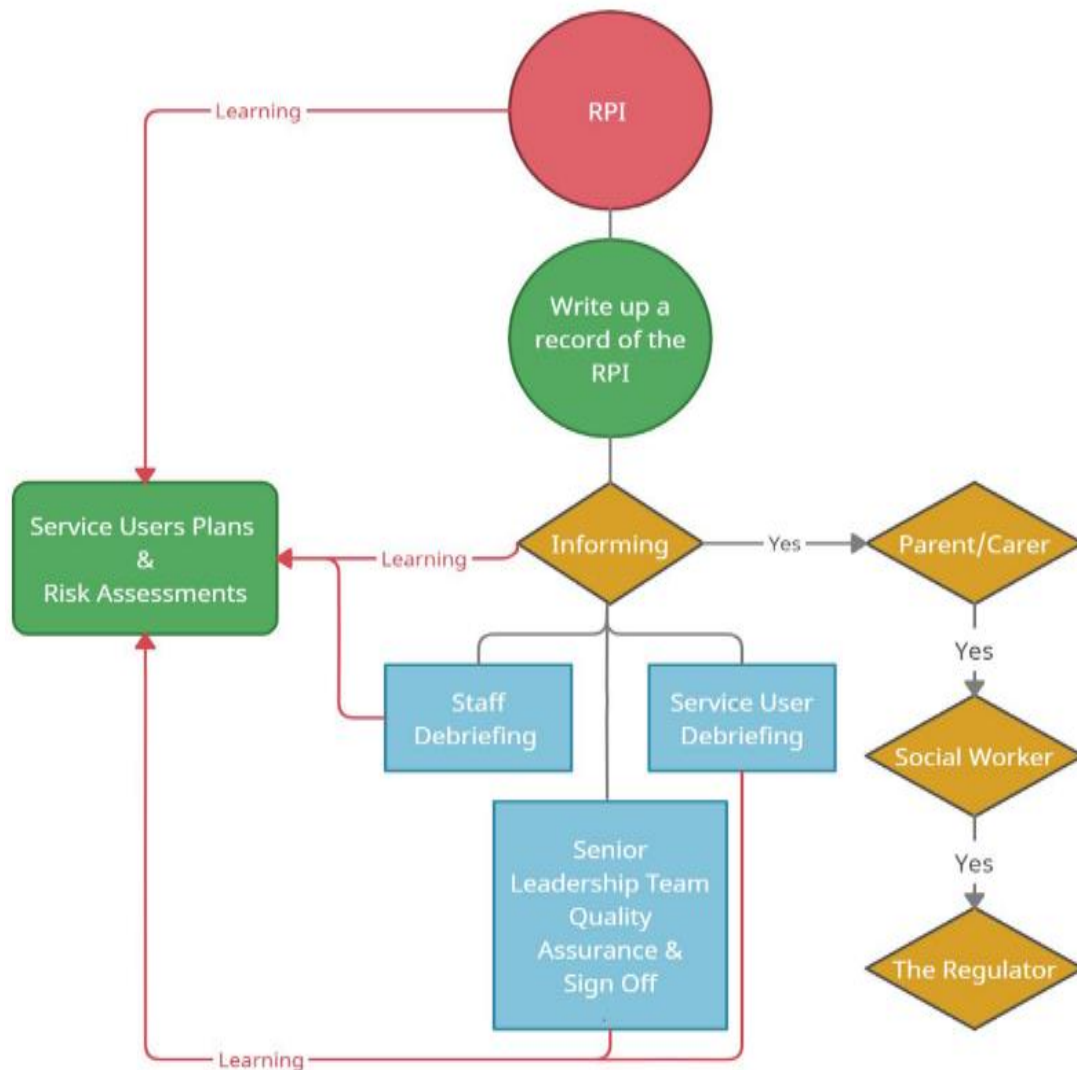 RPI
Learning
Write up a
record of the
RPI
Service Users Plans
&
Risk Assessments
Learning
Informing
Yes
Parent/Carer
Yes
Staff
Debriefing
Service User
Debriefing
Social Worker
Yes
Senior
Leadership Team
Quality
Assurance &
Sign Off
.
The Regulator
Learning